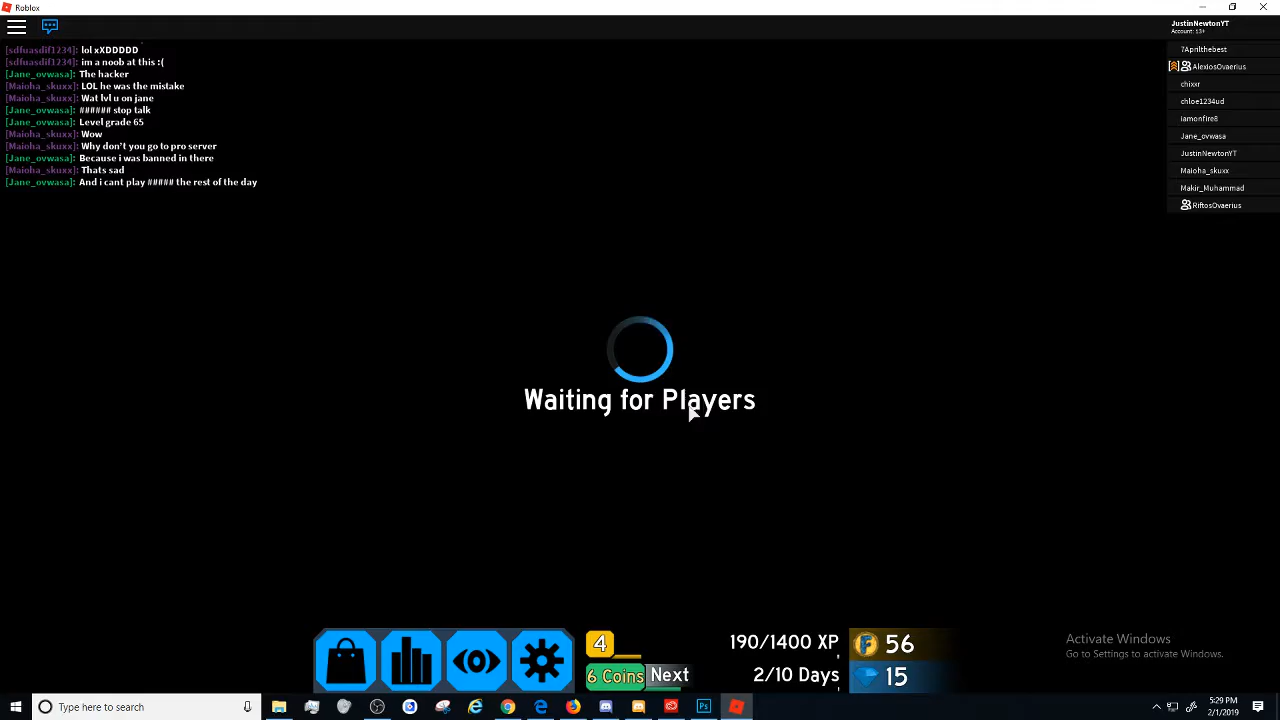 Roblox
JustinNewtonYT
Account: 13+
[sdfuasdif1234]: lol xXDDDDD
[sdfuasdif1234]: im a noob at this :(
[Jane_ovwasa]: The hacker
[Maioha_skuxx]: LOL he was the mistake
[Maioha_skuxx]: Wat lvl u on jane
[Jane_ovwasa]: ###### stop talk
[Jane_ovwasa]: Level grade 65
[Maioha_skuxx]: Wow
[Maioha_skuxx]: Why don't you go to pro server
[Jane_ovwasa]: Because i was banned in there
[Maioha_skuxx]: Thats sad
[Jane_ovwasa]: And i cant play ##### the rest of the day
7Aprilthebest
AlexiosOvaerius
chixxr
chloe1234ud
iamonfire8
Jane_ovwasa
JustinNewtonYT
Maioha_skuxx
Makir_Muhammad
RiftosOvaerius
Waiting for Players
4
190/1400 XP
6 Coins
Next
2/10 Days
F 56
15
Activate Windows
Go to Settings to activate Windows.
Type here to search
Ps
5:29 PM
2/1/2019